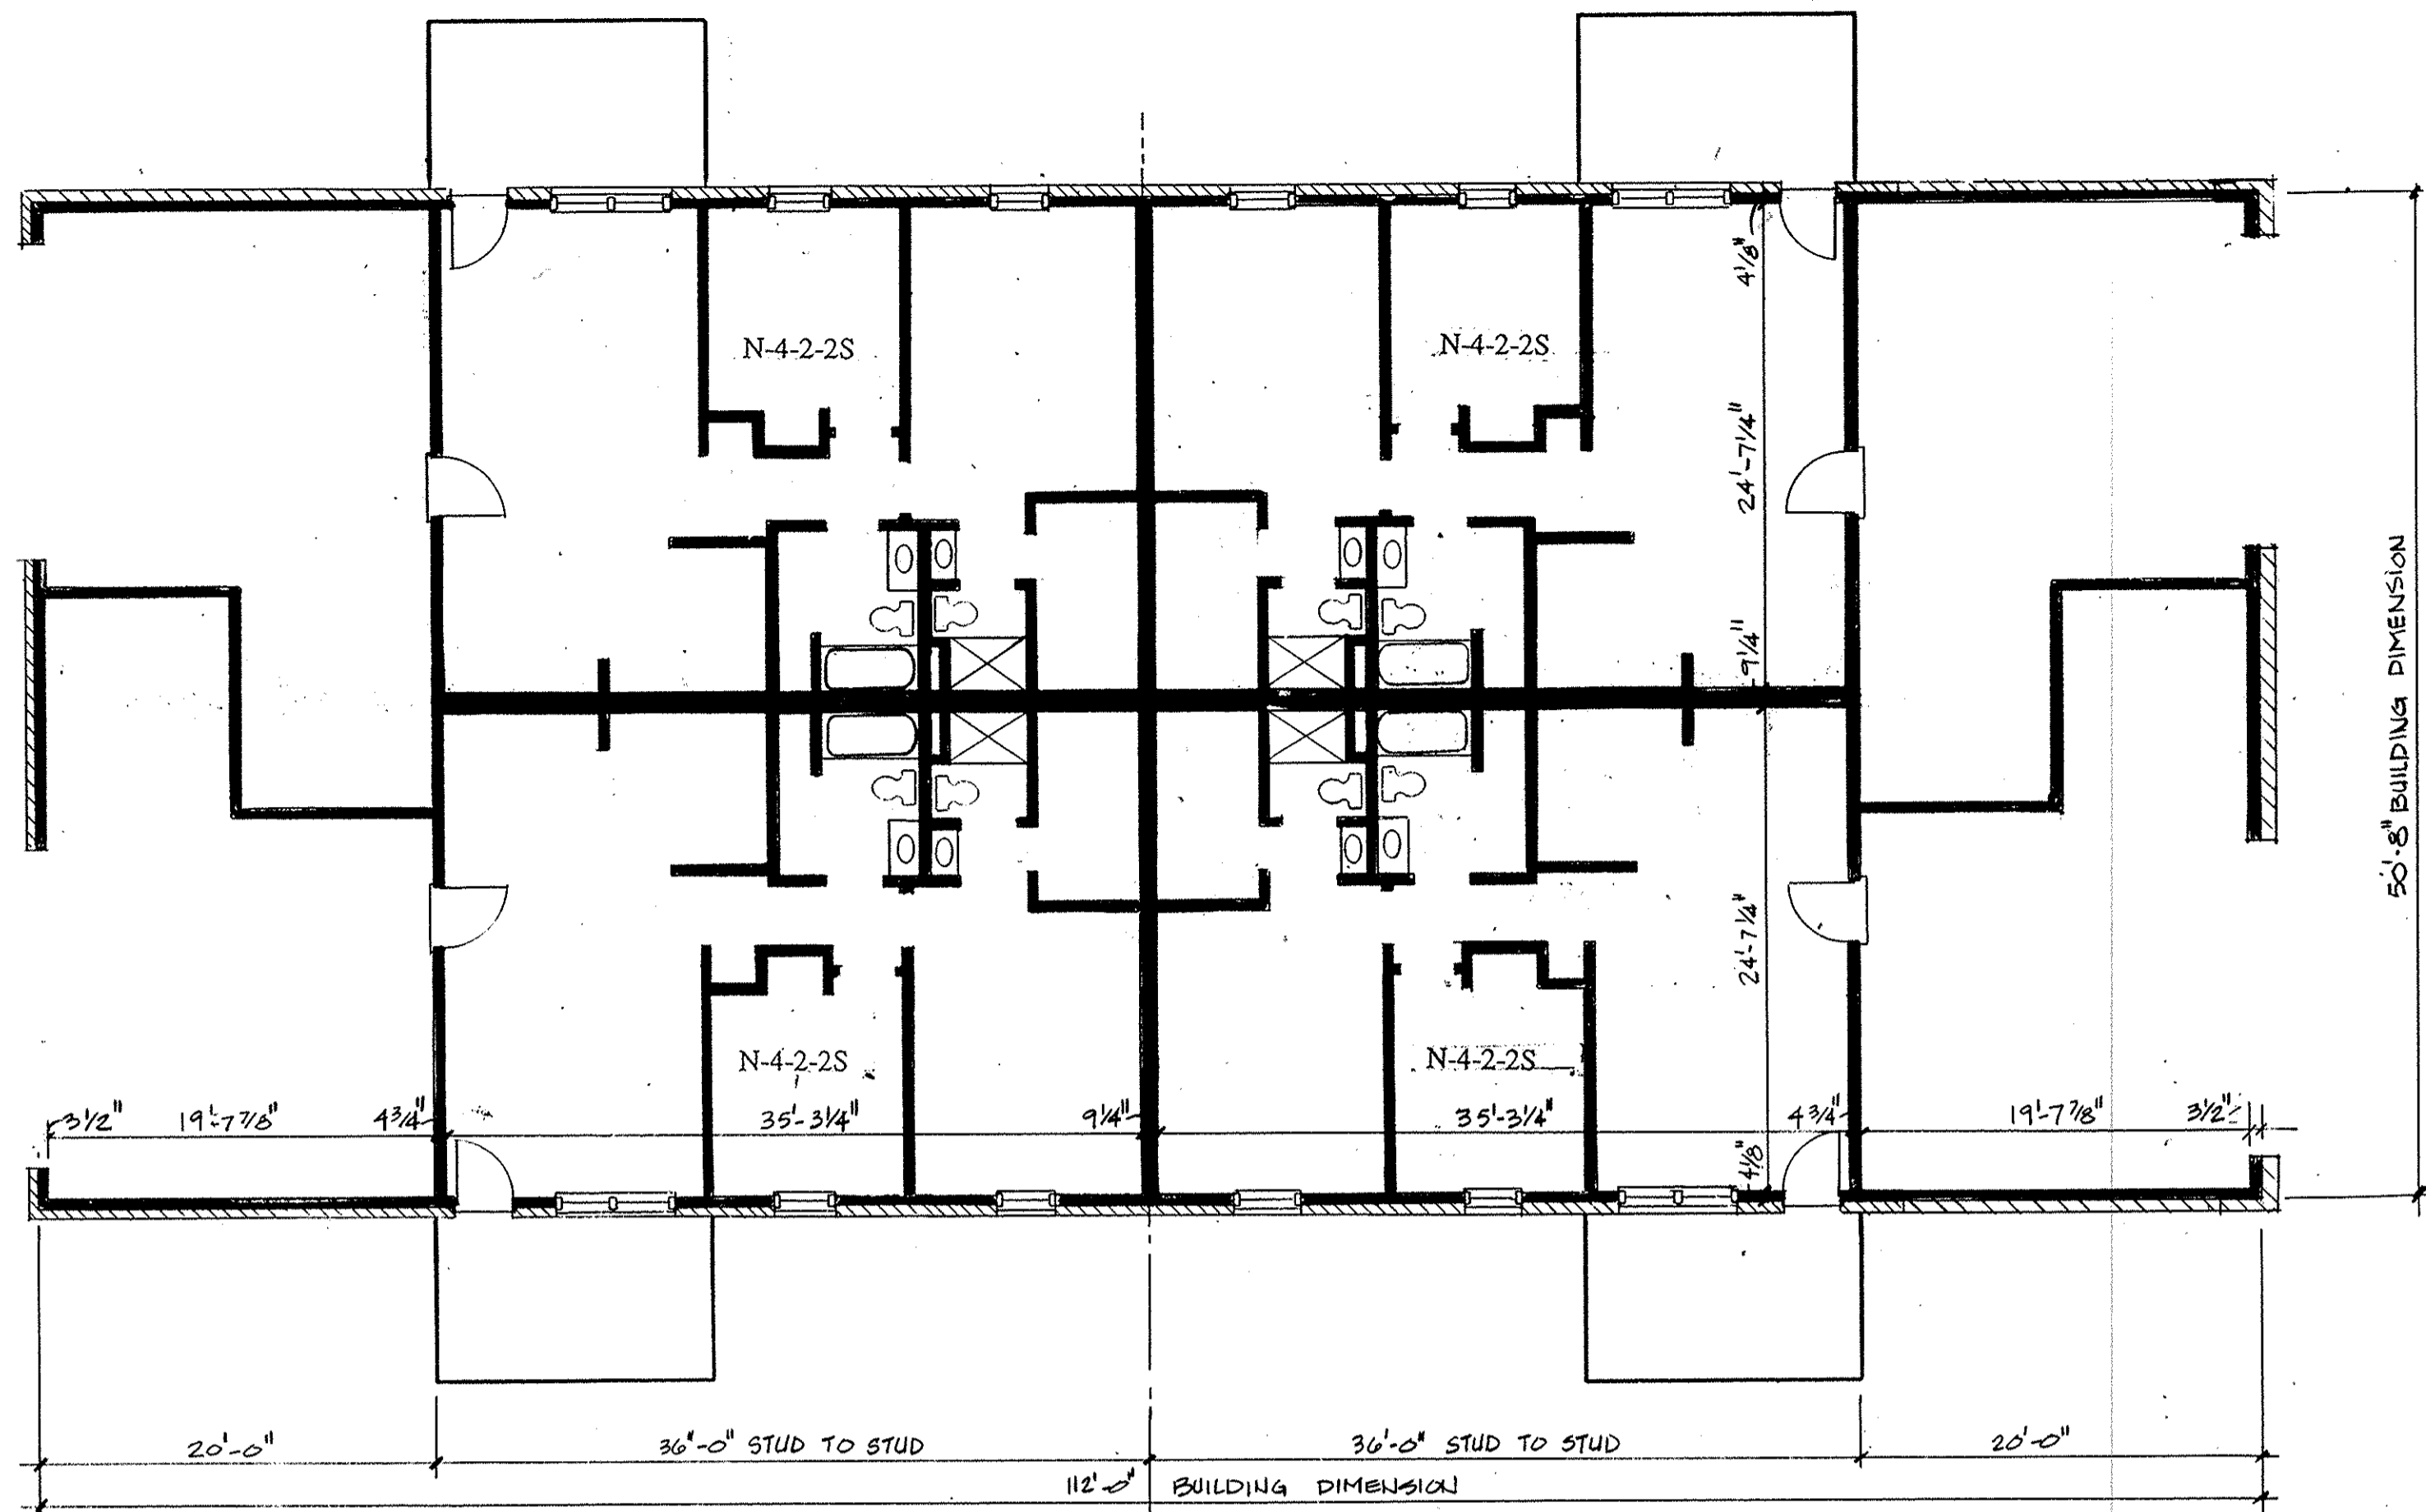 4 1/8"
N-4-2-2S
N-4-2-2S
24'-7 1/4"
9 1/4"
50'-8" BUILDING DIMENSION
24'-7 1/4"
N-4-2-2S
N-4-2-2S
3 1/2" 19'-7 7/8" 4 3/4" 35'-3 1/4" 9 1/4" 35'-3 1/4" 4 3/4" 19'-7 7/8" 3 1/2"
4 1/8"
20'-0" 36"-0" STUD TO STUD 36'-0" STUD TO STUD 20'-0"
112'-0" BUILDING DIMENSION